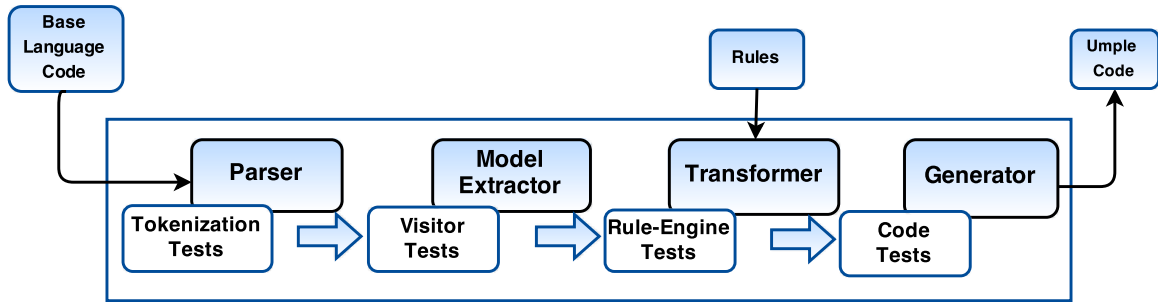 Base
Language
Code
Rules
Umple
Code
Parser
Model
Extractor
Transformer
Generator
Tokenization
Tests
Visitor
Tests
Rule-Engine
Tests
Code
Tests